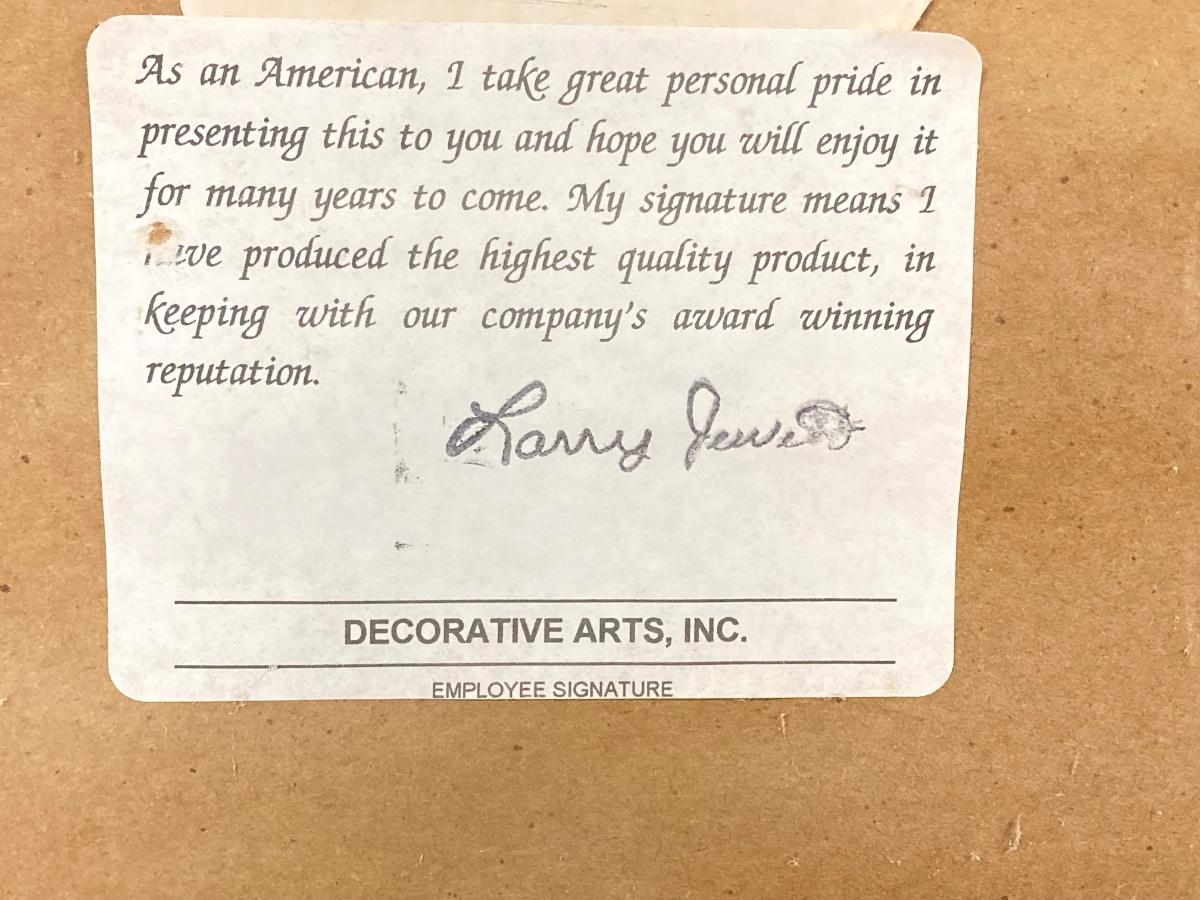 As an American, I take great personal pride in
presenting this to you and hope you will enjoy it
for many years to come. My signature means I
have produced the highest quality product, in
keeping with our company's award winning
reputation.
Larry Jewett
DECORATIVE ARTS, INC.
EMPLOYEE SIGNATURE